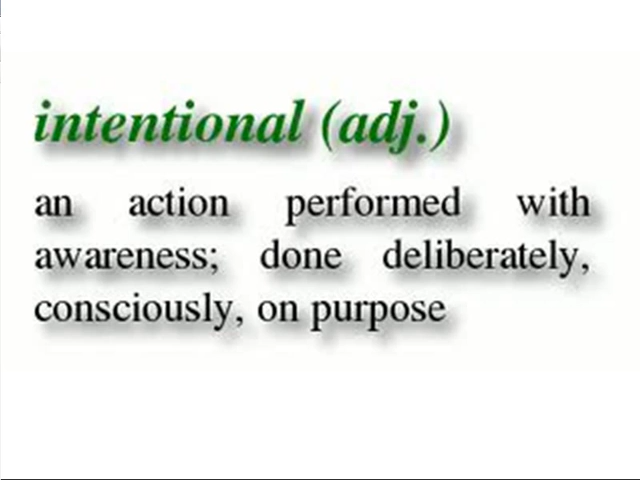 intentional (adj.)
an action performed with
awareness; done deliberately,
consciously, on purpose